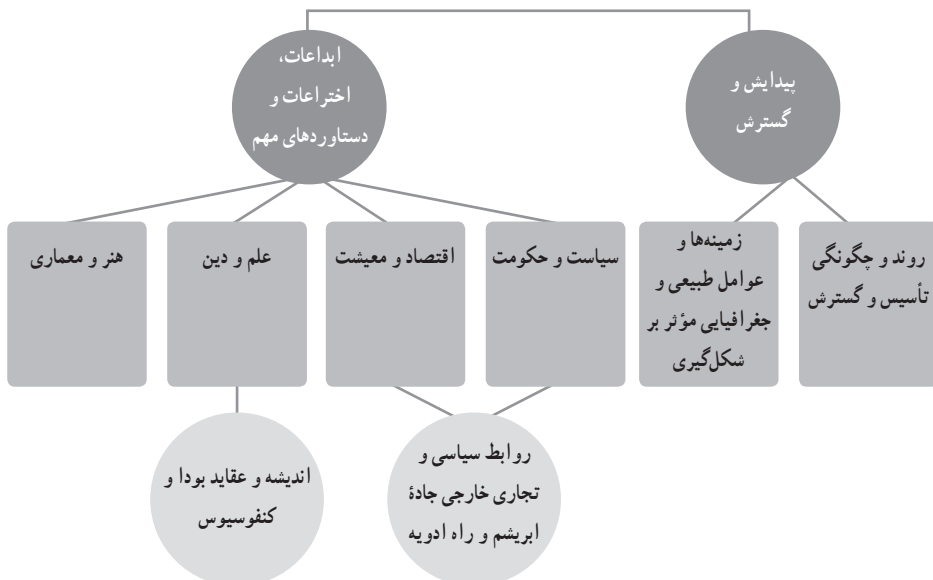 پیدایش و
گسترش
ابداعات،
اختراعات و
دستاوردهای مهم
روند و چگونگی
تأسیس و گسترش
زمینه‌ها و
عوامل طبیعی و
جغرافیایی مؤثر بر
شکل‌گیری
سیاست و حکومت
اقتصاد و معیشت
علم و دین
هنر و معماری
روابط سیاسی و
تجاری خارجی جادهٔ
ابریشم و راه ادویه
اندیشه و عقاید بودا و
کنفوسیوس